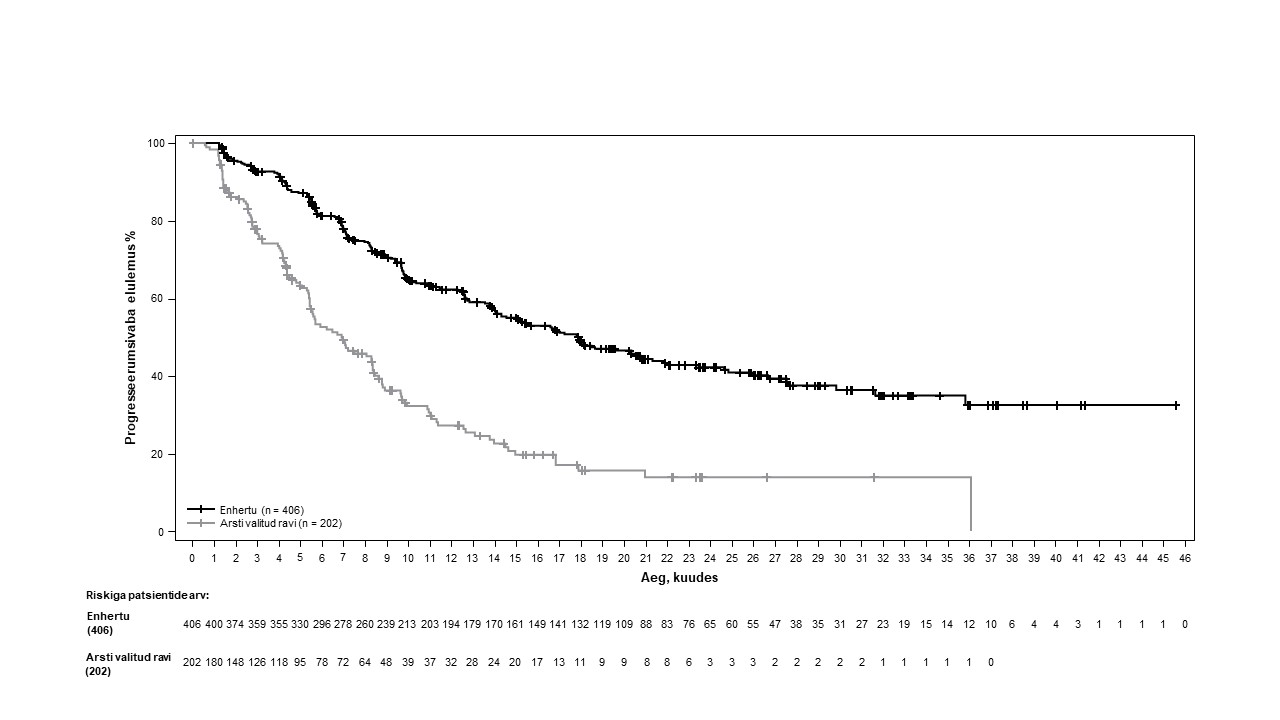 100
80
60
40
20
0
Progresseerumsivaba elulemus %
Enhertu (n = 406)
Arsti valitud ravi (n = 202)
0 1 2 3 4 5 6 7 8 9 10 11 12 13 14 15 16 17 18 19 20 21 22 23 24 25 26 27 28 29 30 31 32 33 34 35 36 37 38 39 40 41 42 43 44 45 46
Aeg, kuudes
Riskiga patsientide arv:
Enhertu
(406)
406 400 374 359 355 330 296 278 260 239 213 203 194 179 170 161 149 141 132 119 109 88 83 76 65 60 55 47 38 35 31 27 23 19 15 14 12 10 6 4 4 3 1 1 1 1 0
Arsti valitud ravi
(202)
202 180 148 126 118 95 78 72 64 48 39 37 32 28 24 20 17 13 11 9 9 8 8 6 3 3 3 2 2 2 2 2 1 1 1 1 1 0